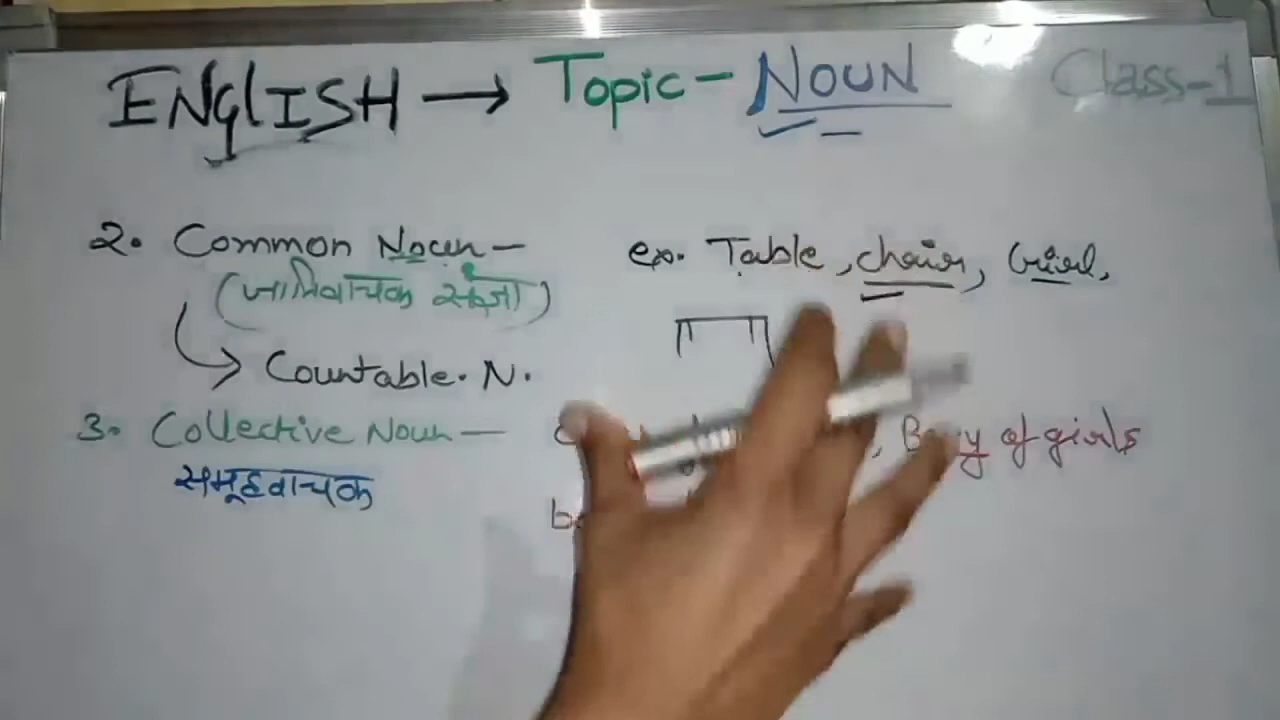 ENglISH → Topic - NOUN Class-1
2. Common Noun - ex. Table, chair, Girl,
(जातिवाचक संज्ञा)
→ Countable. N.
3. Collective Noun - of girls
समूहवाचक